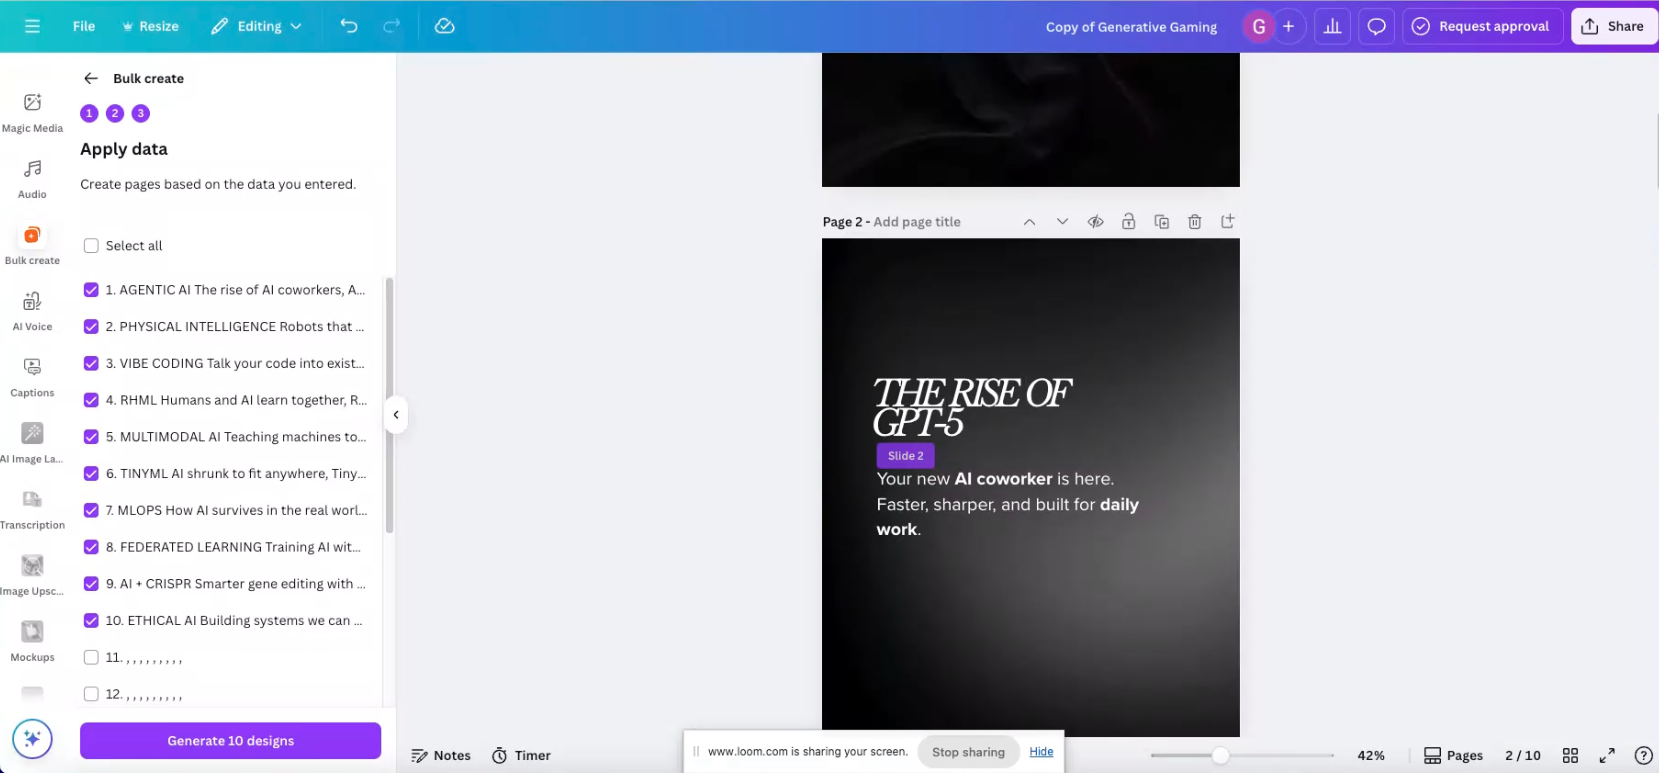 File
Resize
Editing
Copy of Generative Gaming
G
Request approval
Share
Magic Media
Audio
Bulk create
AI Voice
Captions
AI Image La...
Transcription
Image Upsc...
Mockups
Bulk create
1 2 3
Apply data
Create pages based on the data you entered.
Select all
1. AGENTIC AI The rise of AI coworkers, A...
2. PHYSICAL INTELLIGENCE Robots that ...
3. VIBE CODING Talk your code into exist...
4. RHML Humans and AI learn together, R...
5. MULTIMODAL AI Teaching machines to...
6. TINYML AI shrunk to fit anywhere, Tiny...
7. MLOPS How AI survives in the real worl...
8. FEDERATED LEARNING Training AI wit...
9. AI + CRISPR Smarter gene editing with ...
10. ETHICAL AI Building systems we can ...
11. , , , , , , , , ,
12. , , , , , , , , ,
Generate 10 designs
Page 2 - Add page title
THE RISE OF
GPT-5
Slide 2
Your new AI coworker is here.
Faster, sharper, and built for daily
work.
Notes
Timer
www.loom.com is sharing your screen.
Stop sharing
Hide
42%
Pages
2 / 10